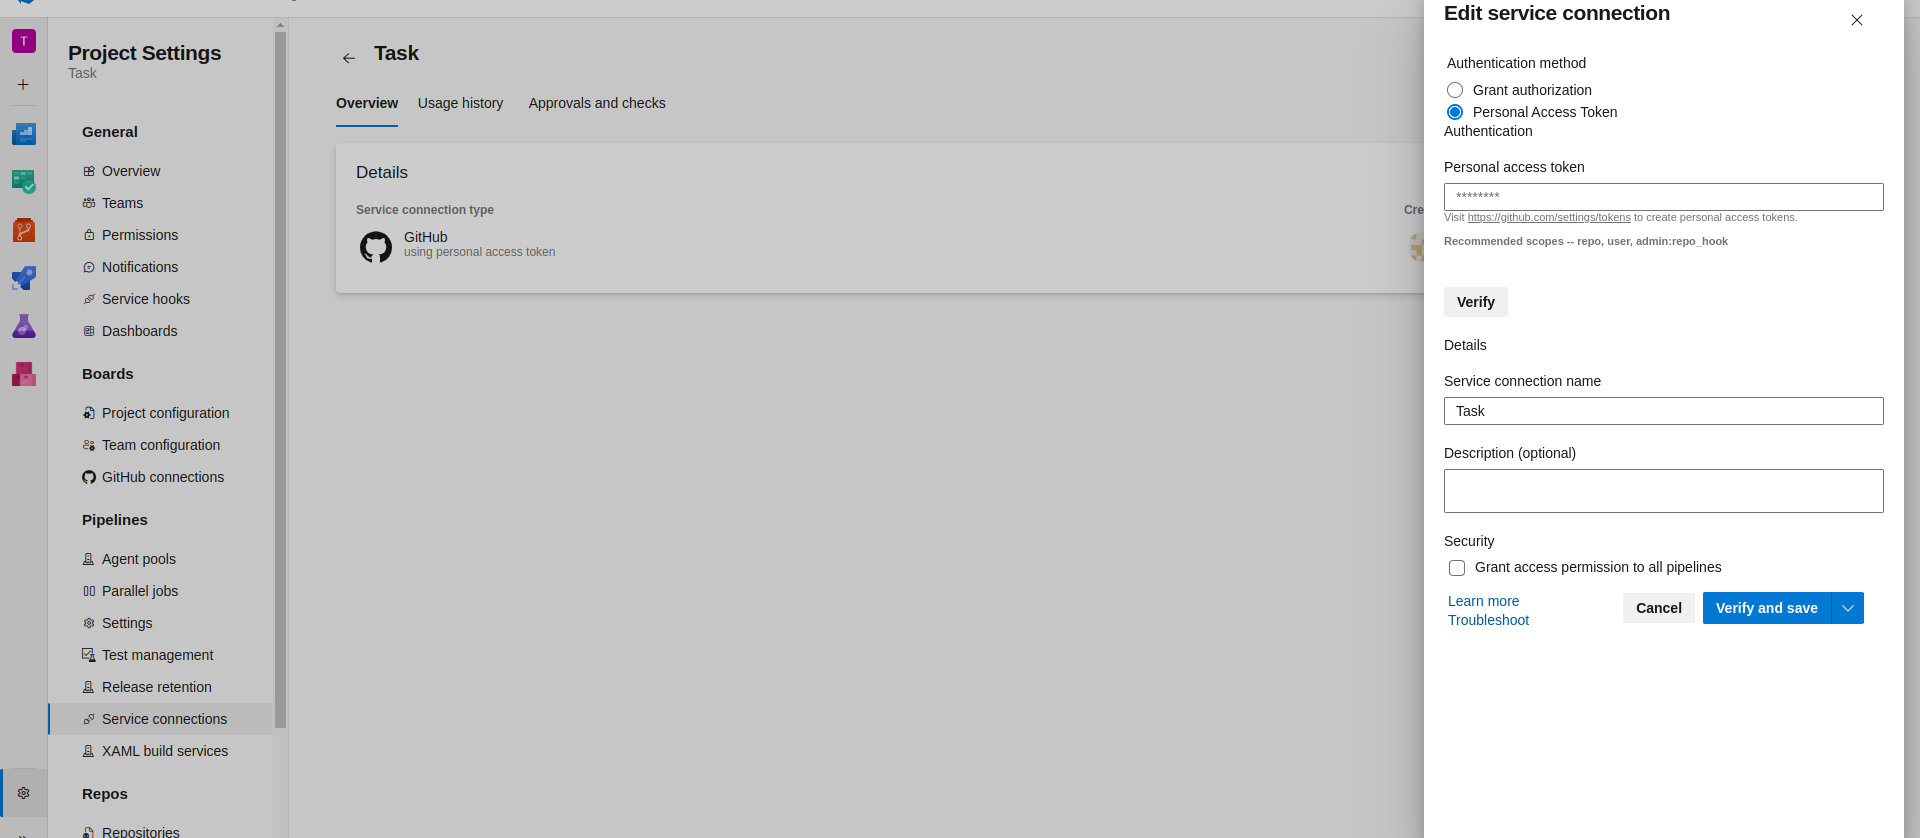 T
Project Settings
Task
General
Overview
Teams
Permissions
Notifications
Service hooks
Dashboards
Boards
Project configuration
Team configuration
GitHub connections
Pipelines
Agent pools
Parallel jobs
Settings
Test management
Release retention
Service connections
XAML build services
Repos
Repositories
Task
Overview Usage history Approvals and checks
Details
Service connection type
Cre
GitHub
using personal access token
Edit service connection
Authentication method
Grant authorization
Personal Access Token
Authentication
Personal access token
********
Visit https://github.com/settings/tokens to create personal access tokens.
Recommended scopes -- repo, user, admin:repo_hook
Verify
Details
Service connection name
Task
Description (optional)
Security
Grant access permission to all pipelines
Learn more
Troubleshoot
Cancel
Verify and save